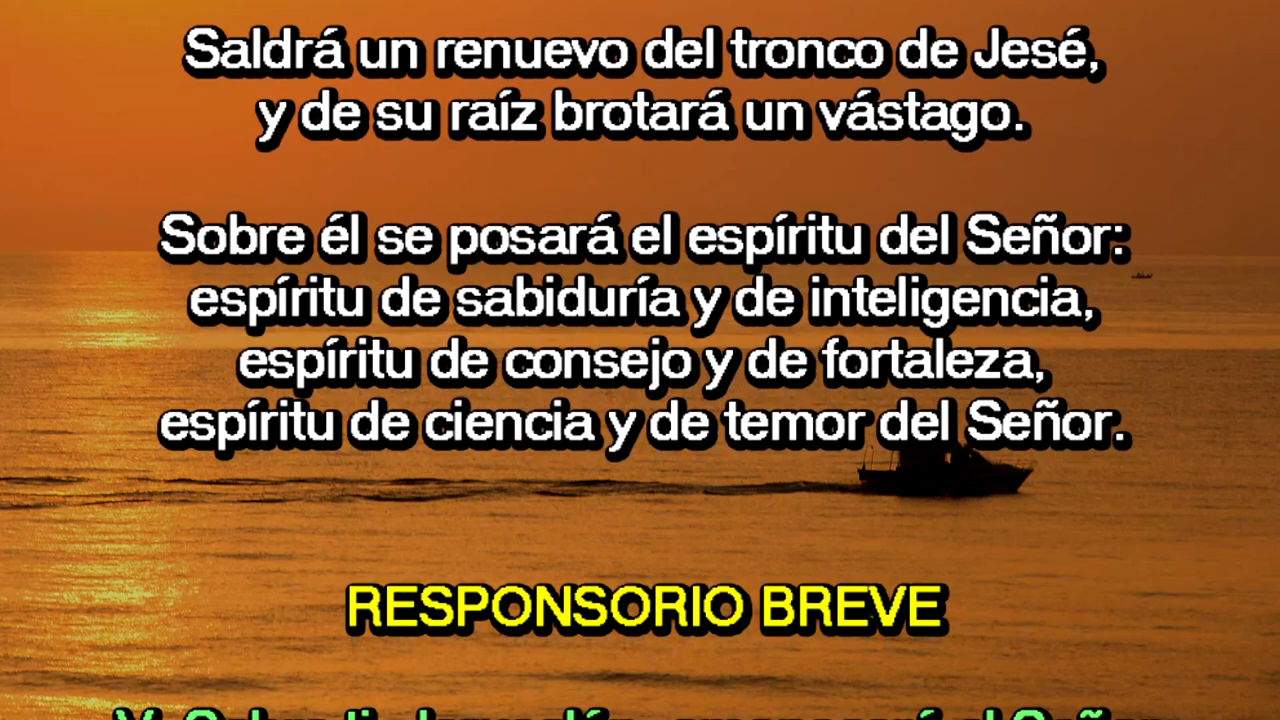 Saldrá un renuevo del tronco de Jesé,
y de su raíz brotará un vástago.
Sobre él se posará el espíritu del Señor:
espíritu de sabiduría y de inteligencia,
espíritu de consejo y de fortaleza,
espíritu de ciencia y de temor del Señor.
RESPONSORIO BREVE